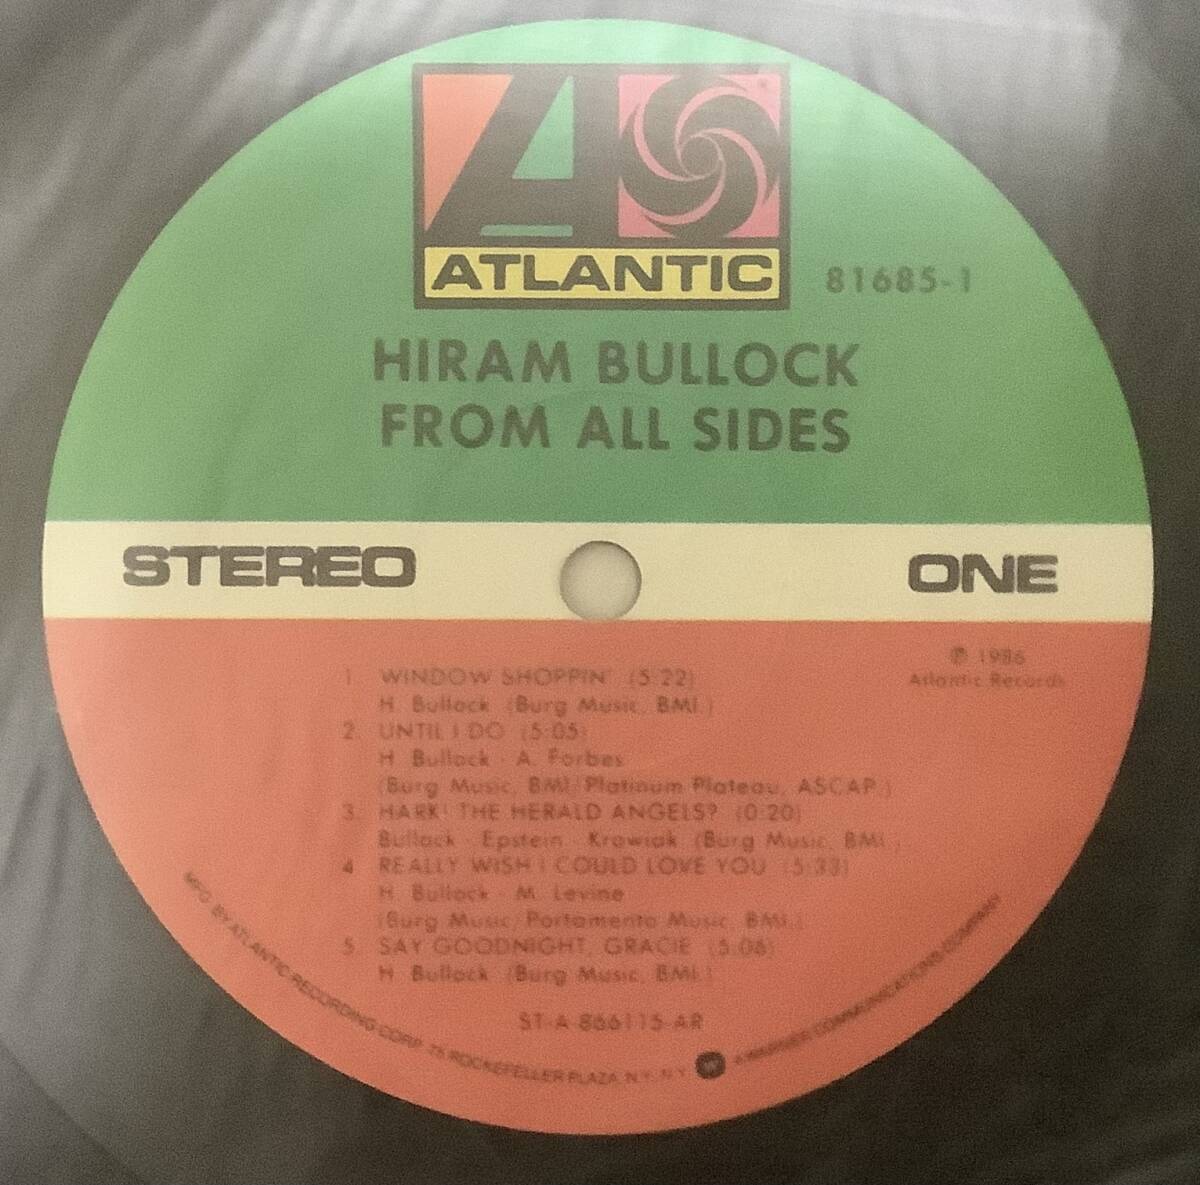 ATLANTIC
81685-1
HIRAM BULLOCK
FROM ALL SIDES
STEREO
ONE
℗ 1986
Atlantic Records
1. WINDOW SHOPPIN' (5:22)
H. Bullock (Burg Music, BMI.)
2. UNTIL I DO (5:05)
H. Bullock - A. Forbes
(Burg Music, BMI/Platinum Plateau, ASCAP.)
3. HARK! THE HERALD ANGELS? (0:20)
Bullock - Epstein - Krawiak (Burg Music, BMI.)
4. REALLY WISH I COULD LOVE YOU (5:33)
H. Bullock - M. Levine
(Burg Music/Portamento Music, BMI.)
5. SAY GOODNIGHT, GRACIE (5:08)
H. Bullock (Burg Music, BMI.)
ST-A-866115-AR
MFG. BY ATLANTIC RECORDING CORP. 75 ROCKEFELLER PLAZA, N.Y., N.Y. A WARNER COMMUNICATIONS COMPANY